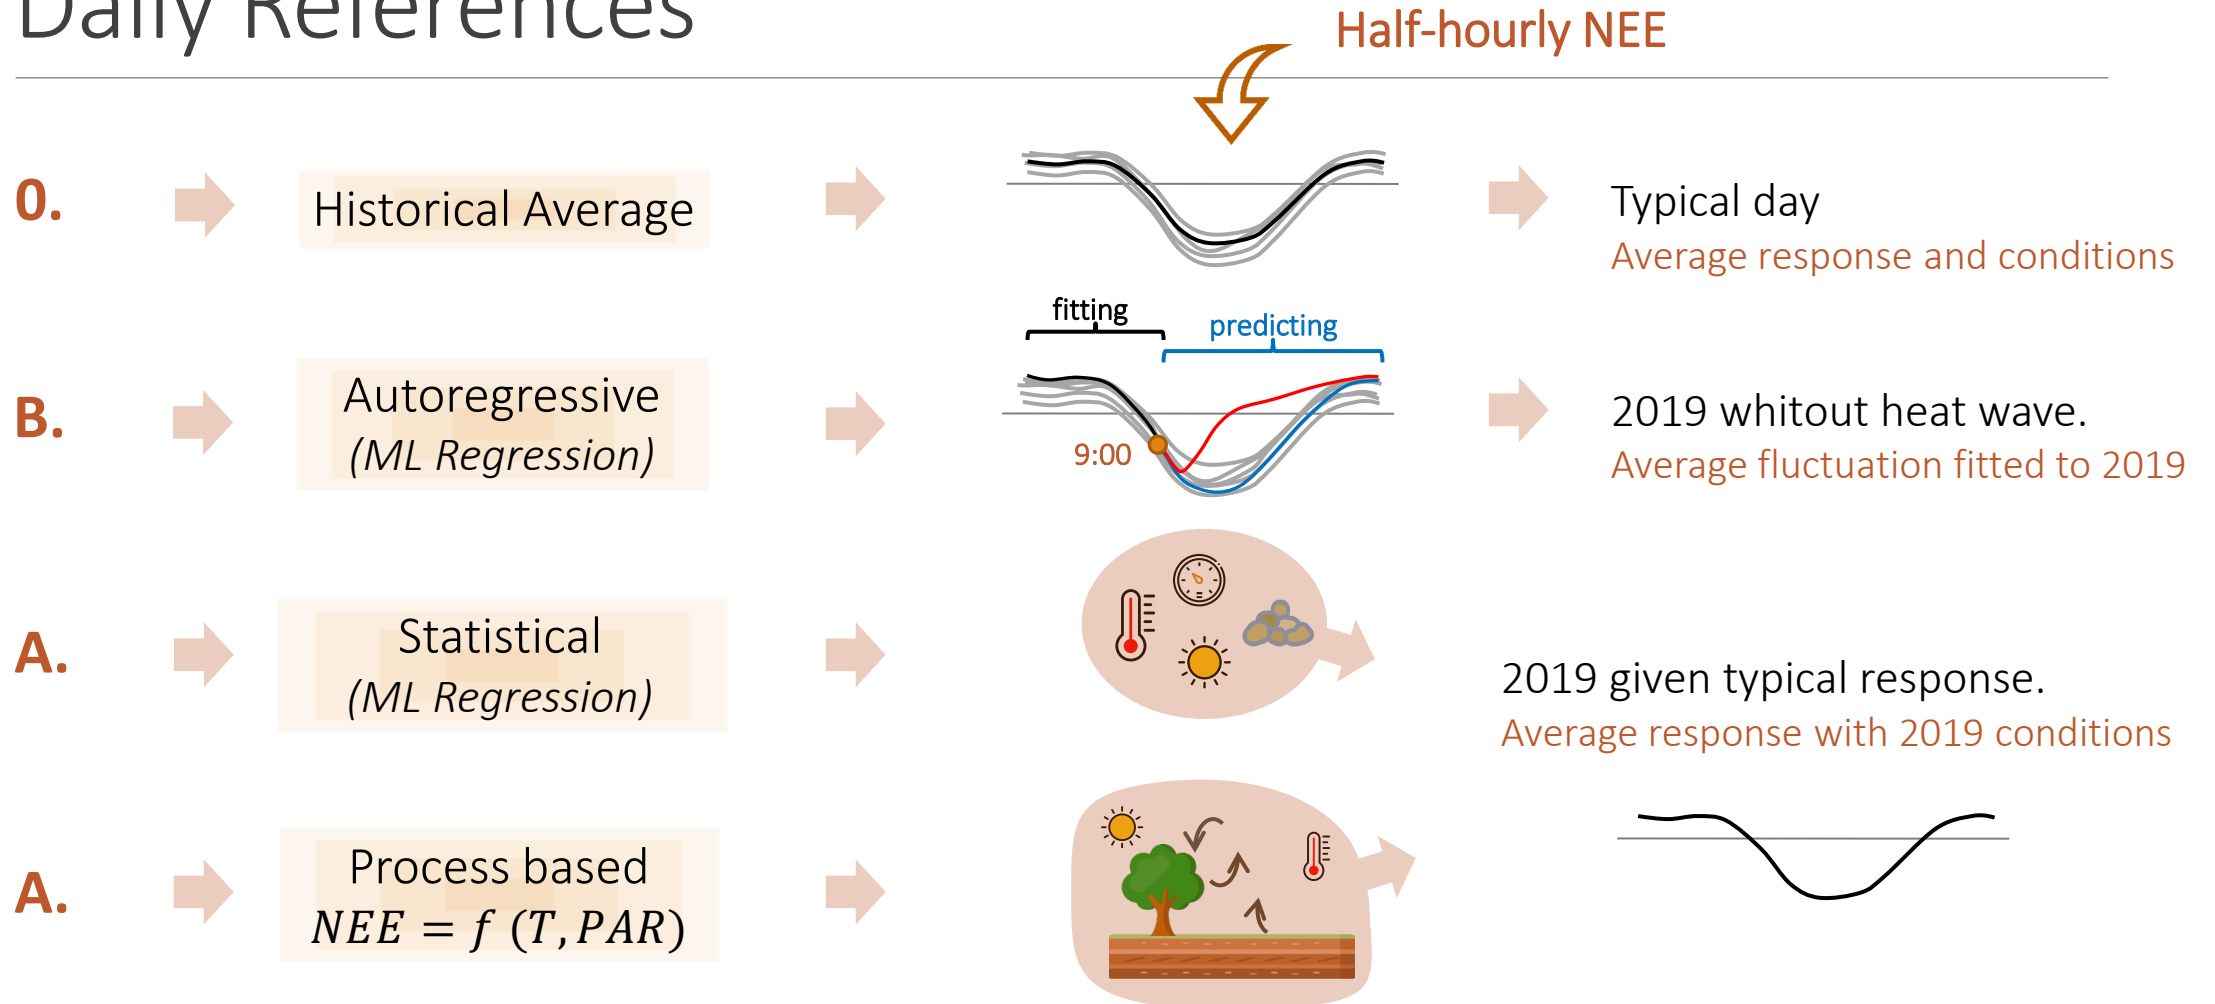 Daily References
Half-hourly NEE
0.
Historical Average
Typical day
Average response and conditions
fitting
predicting
B.
Autoregressive
(ML Regression)
9:00
2019 whitout heat wave.
Average fluctuation fitted to 2019
A.
Statistical
(ML Regression)
2019 given typical response.
Average response with 2019 conditions
A.
Process based
NEE = f (T, PAR)